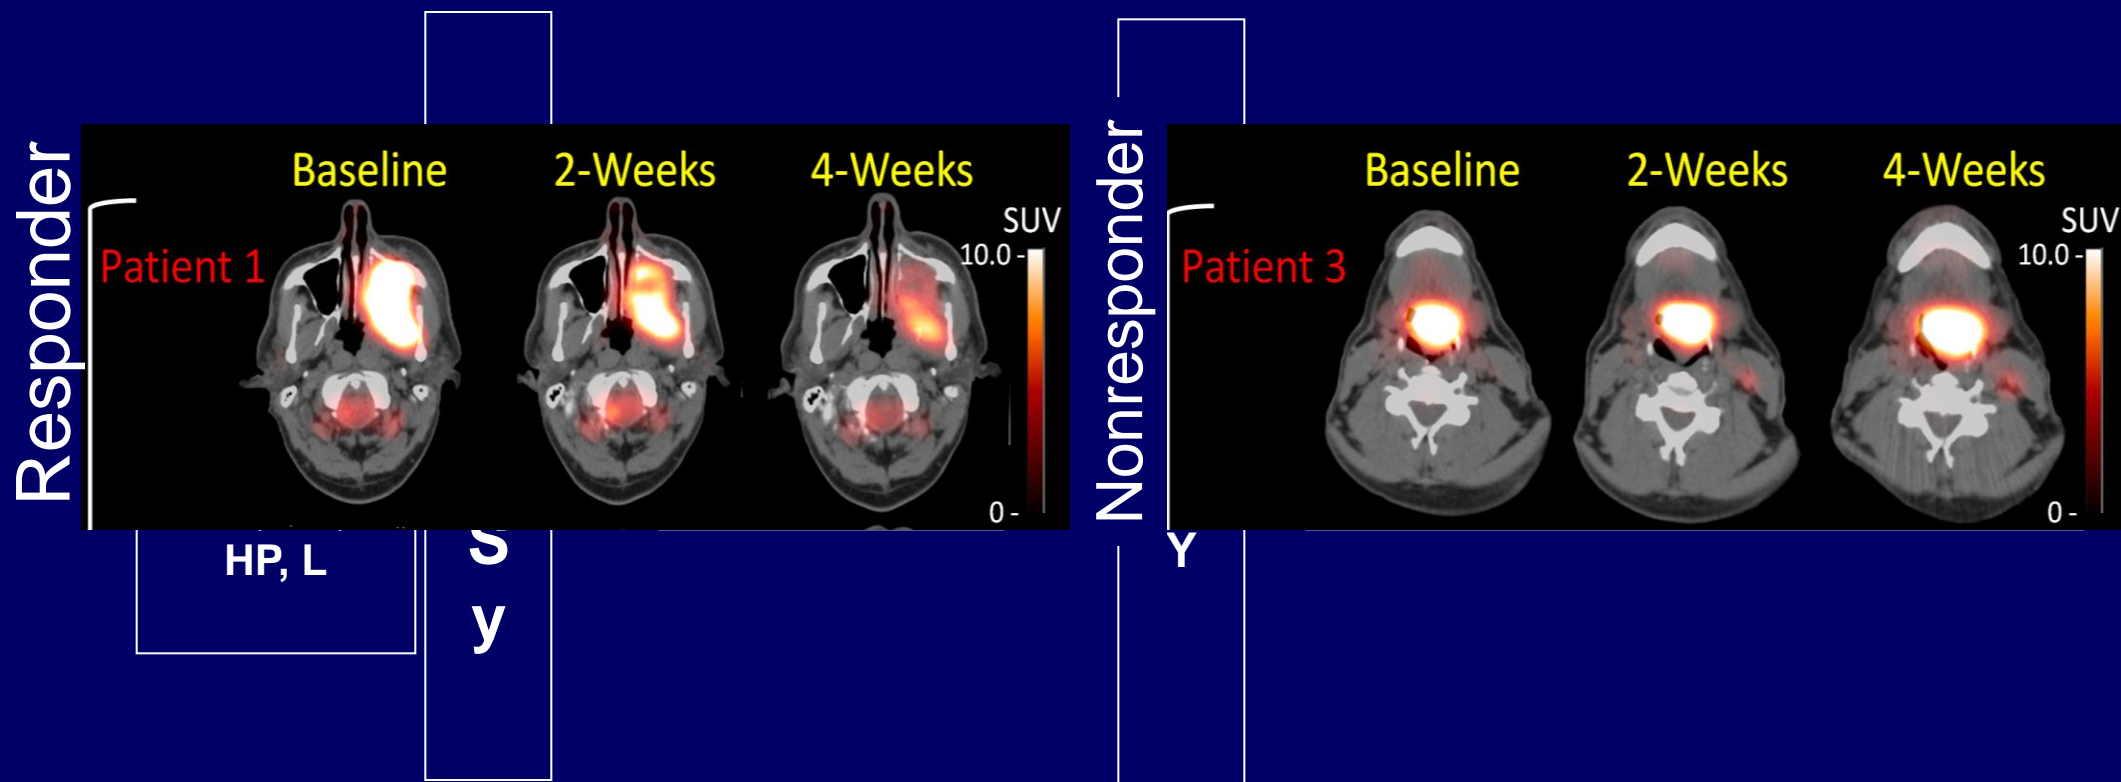 Responder
Baseline
2-Weeks
4-Weeks
SUV
10.0 -
Patient 1
0 -
HP, L
S
y
Nonresponder
Baseline
2-Weeks
4-Weeks
SUV
10.0 -
Patient 3
0 -
Y